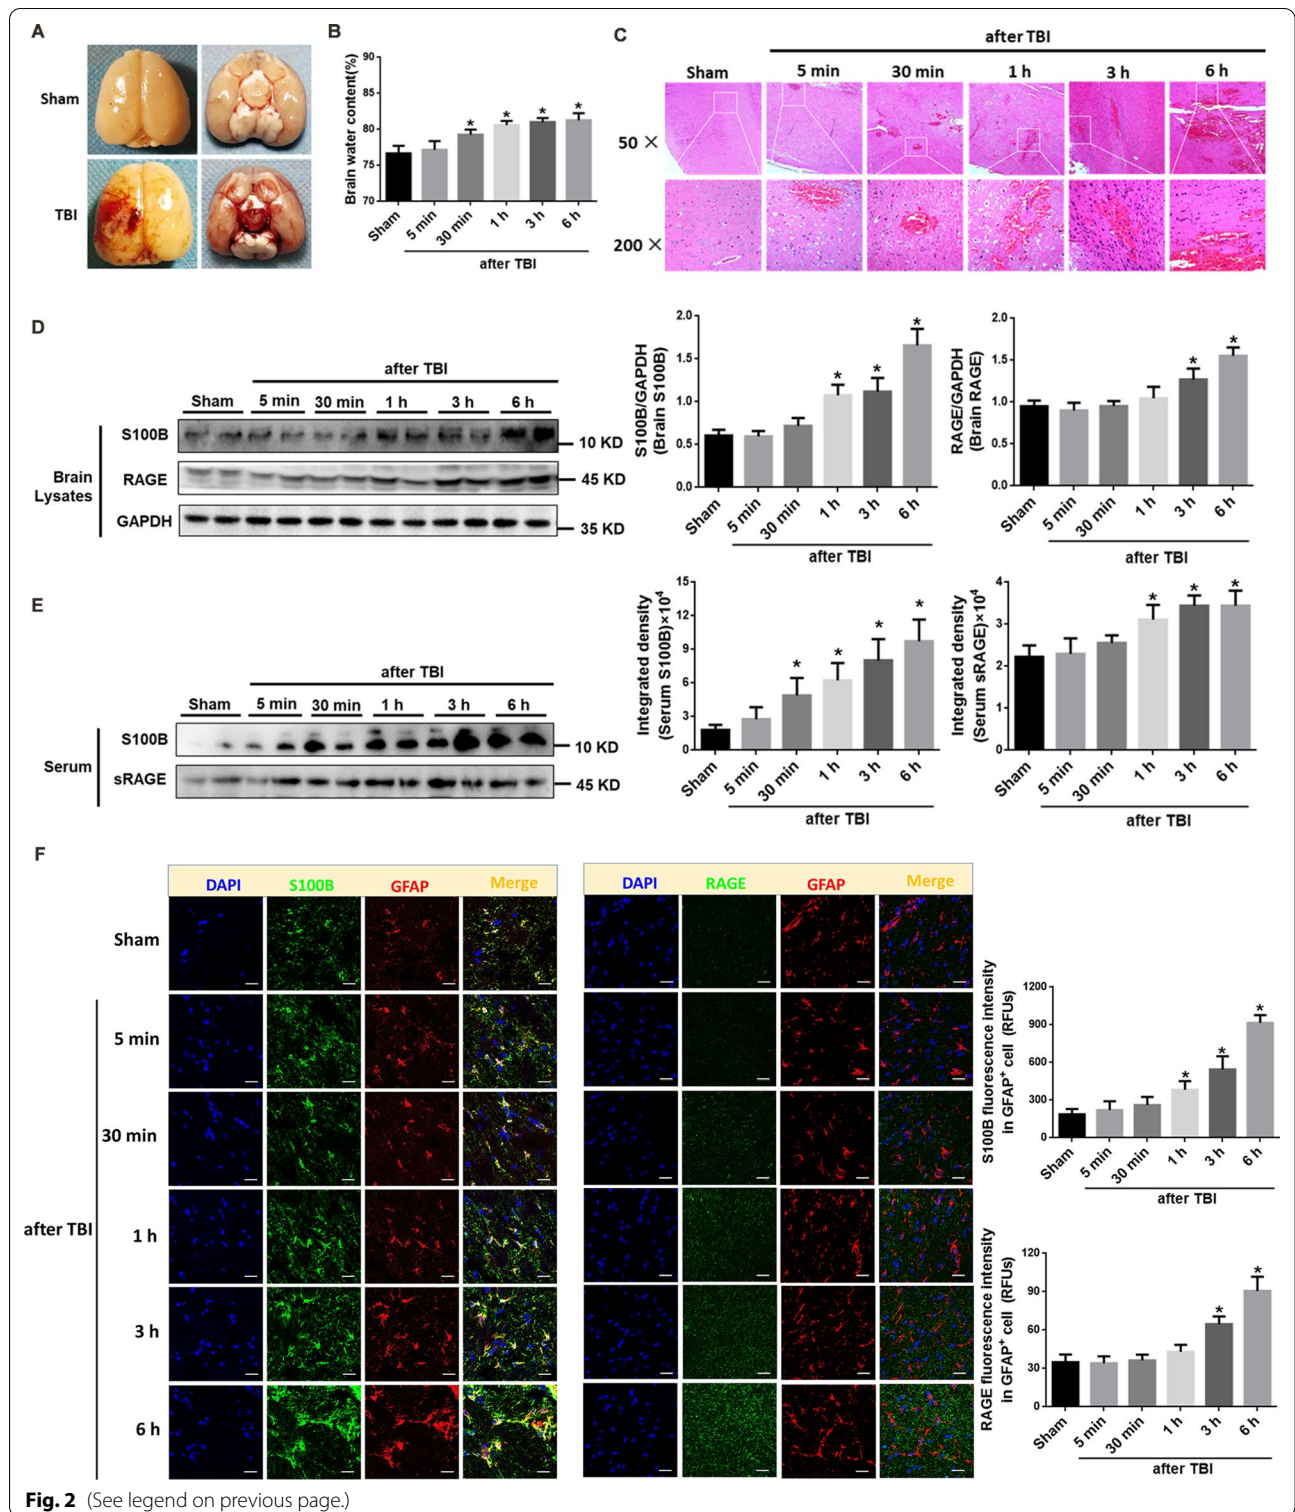 A
Sham
TBI
B
Brain water content(%)
90
85
80
75
70
* * * *
Sham 5 min 30 min 1 h 3 h 6 h
after TBI
C
after TBI
Sham 5 min 30 min 1 h 3 h 6 h
50 ×
200 ×
D
after TBI
Sham 5 min 30 min 1 h 3 h 6 h
Brain Lysates
S100B
10 KD
RAGE
45 KD
GAPDH
35 KD
S100B/GAPDH
(Brain S100B)
2.0
1.5
1.0
0.5
0.0
* * *
Sham 5 min 30 min 1 h 3 h 6 h
after TBI
RAGE/GAPDH
(Brain RAGE)
2.0
1.5
1.0
0.5
0.0
* *
Sham 5 min 30 min 1 h 3 h 6 h
after TBI
E
after TBI
Sham 5 min 30 min 1 h 3 h 6 h
Serum
S100B
10 KD
sRAGE
45 KD
Integrated density
(Serum S100B)×10⁴
15
12
9
6
3
0
* * * *
Sham 5 min 30 min 1 h 3 h 6 h
after TBI
Integrated density
(Serum sRAGE)×10⁴
4
3
2
1
0
* * *
Sham 5 min 30 min 1 h 3 h 6 h
after TBI
F
DAPI S100B GFAP Merge
DAPI RAGE GFAP Merge
Sham
after TBI
5 min
30 min
1 h
3 h
6 h
S100B fluorescence intensity
in GFAP⁺ cell (RFUs)
1200
900
600
300
0
* * *
Sham 5 min 30 min 1 h 3 h 6 h
after TBI
RAGE fluorescence intensity
in GFAP⁺ cell (RFUs)
120
90
60
30
0
* *
Sham 5 min 30 min 1 h 3 h 6 h
after TBI
Fig. 2 (See legend on previous page.)